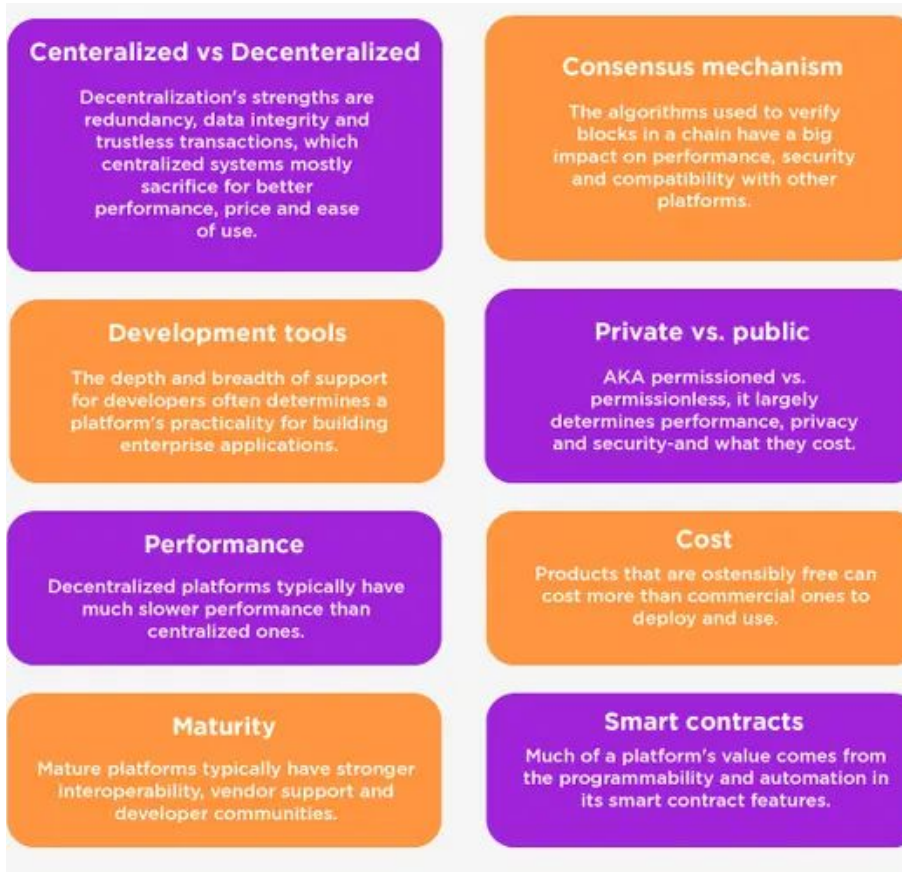 Centeralized vs Decenteralized
Decentralization's strengths are
redundancy, data integrity and
trustless transactions, which
centralized systems mostly
sacrifice for better
performance, price and ease
of use.
Consensus mechanism
The algorithms used to verify
blocks in a chain have a big
impact on performance, security
and compatibility with other
platforms.
Development tools
The depth and breadth of support
for developers often determines a
platform's practicality for building
enterprise applications.
Private vs. public
AKA permissioned vs.
permissionless, it largely
determines performance, privacy
and security-and what they cost.
Performance
Decentralized platforms typically have
much slower performance than
centralized ones.
Cost
Products that are ostensibly free can
cost more than commercial ones to
deploy and use.
Maturity
Mature platforms typically have stronger
interoperability, vendor support and
developer communities.
Smart contracts
Much of a platform's value comes from
the programmability and automation in
its smart contract features.